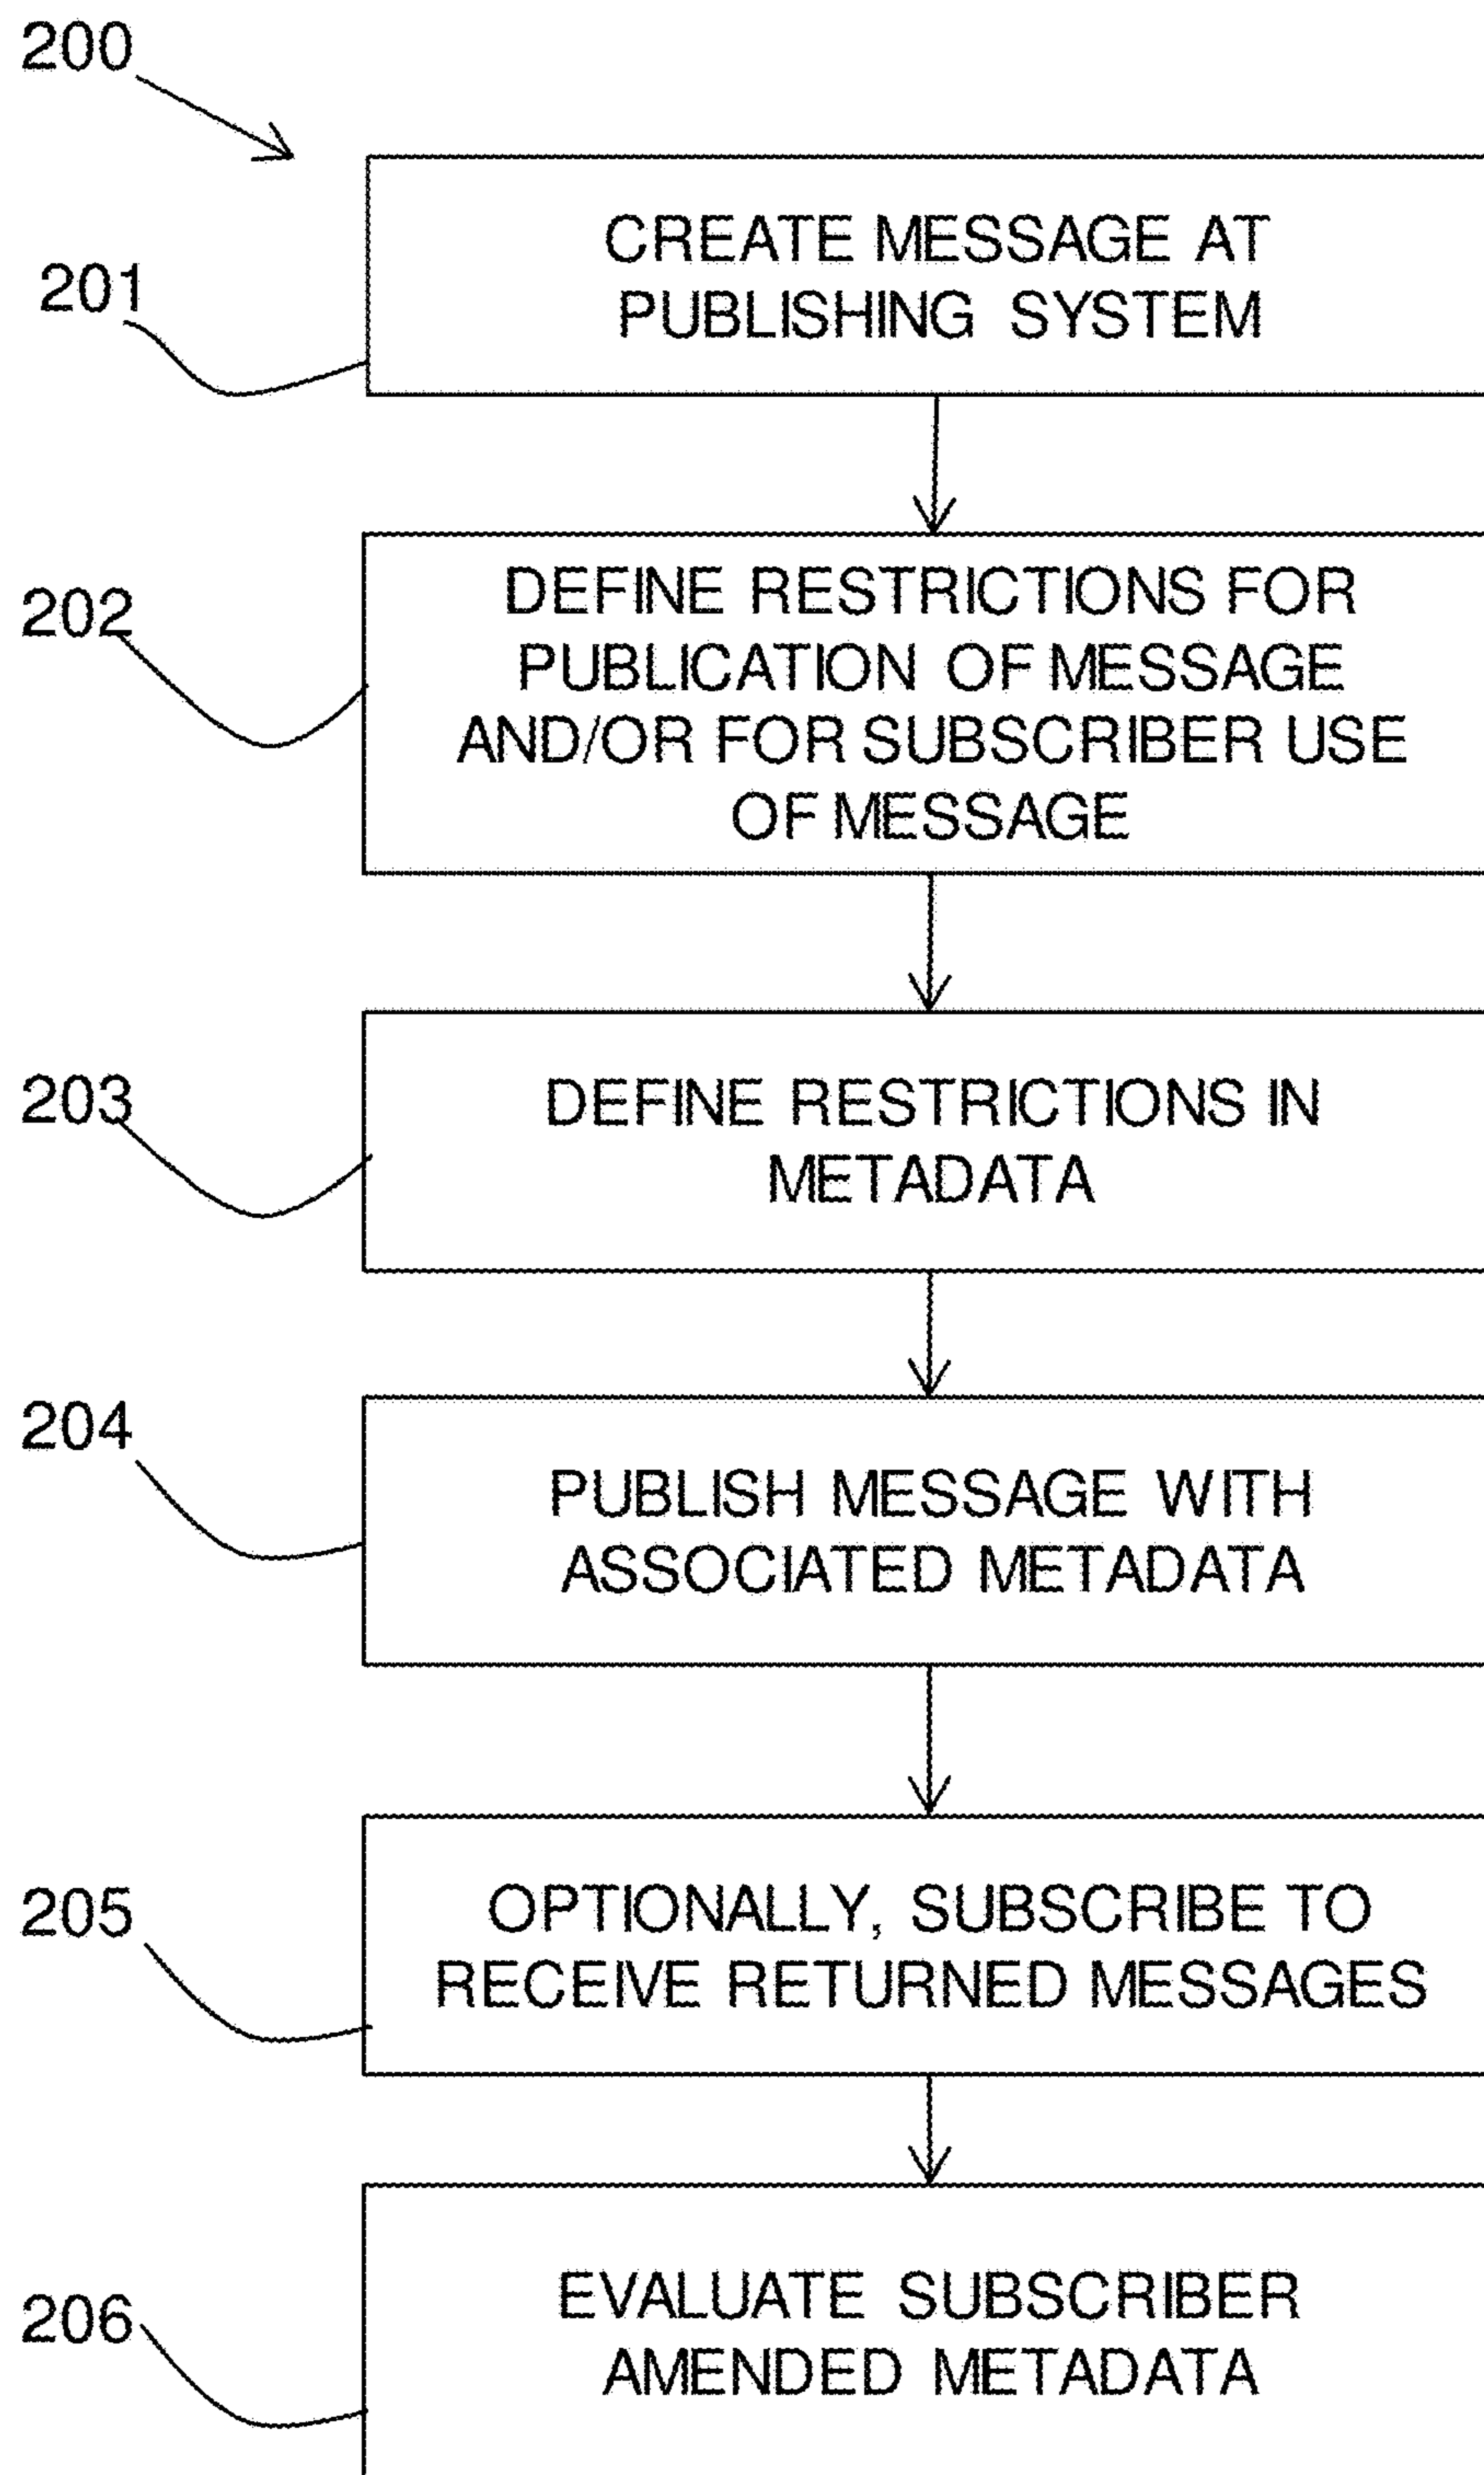 200
201
CREATE MESSAGE AT
PUBLISHING SYSTEM
202
DEFINE RESTRICTIONS FOR
PUBLICATION OF MESSAGE
AND/OR FOR SUBSCRIBER USE
OF MESSAGE
203
DEFINE RESTRICTIONS IN
METADATA
204
PUBLISH MESSAGE WITH
ASSOCIATED METADATA
205
OPTIONALLY, SUBSCRIBE TO
RECEIVE RETURNED MESSAGES
206
EVALUATE SUBSCRIBER
AMENDED METADATA